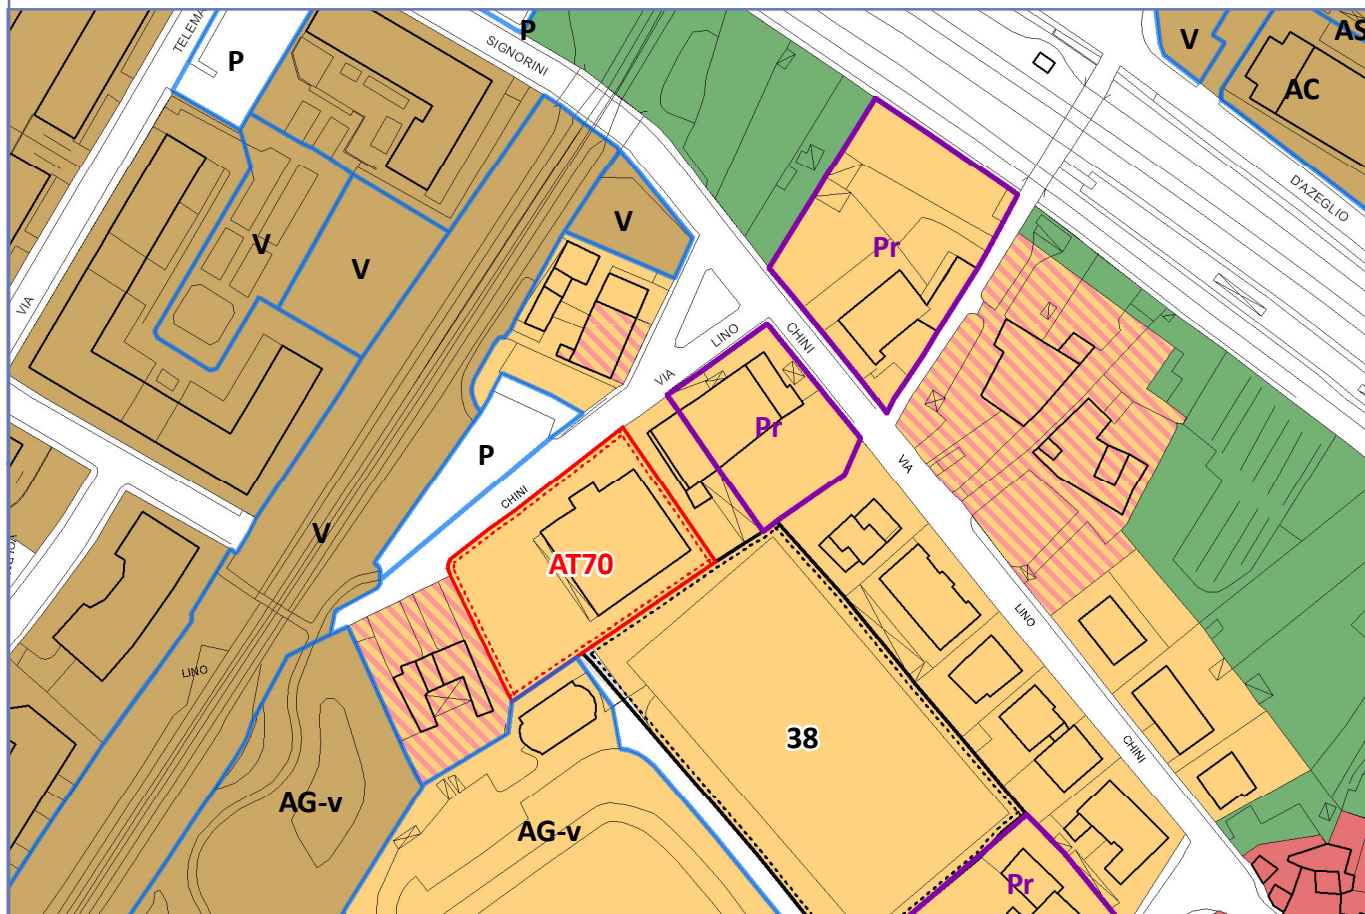 TELEMA
P
SIGNORINI
P
V
AS
AC
D'AZEGLIO
V
V
V
Pr
VIA
VIA
LINO
CHINI
Pr
P
CHINI
VIA
V
AT70
LINO
LINO
38
CHINI
AG-v
AG-v
Pr